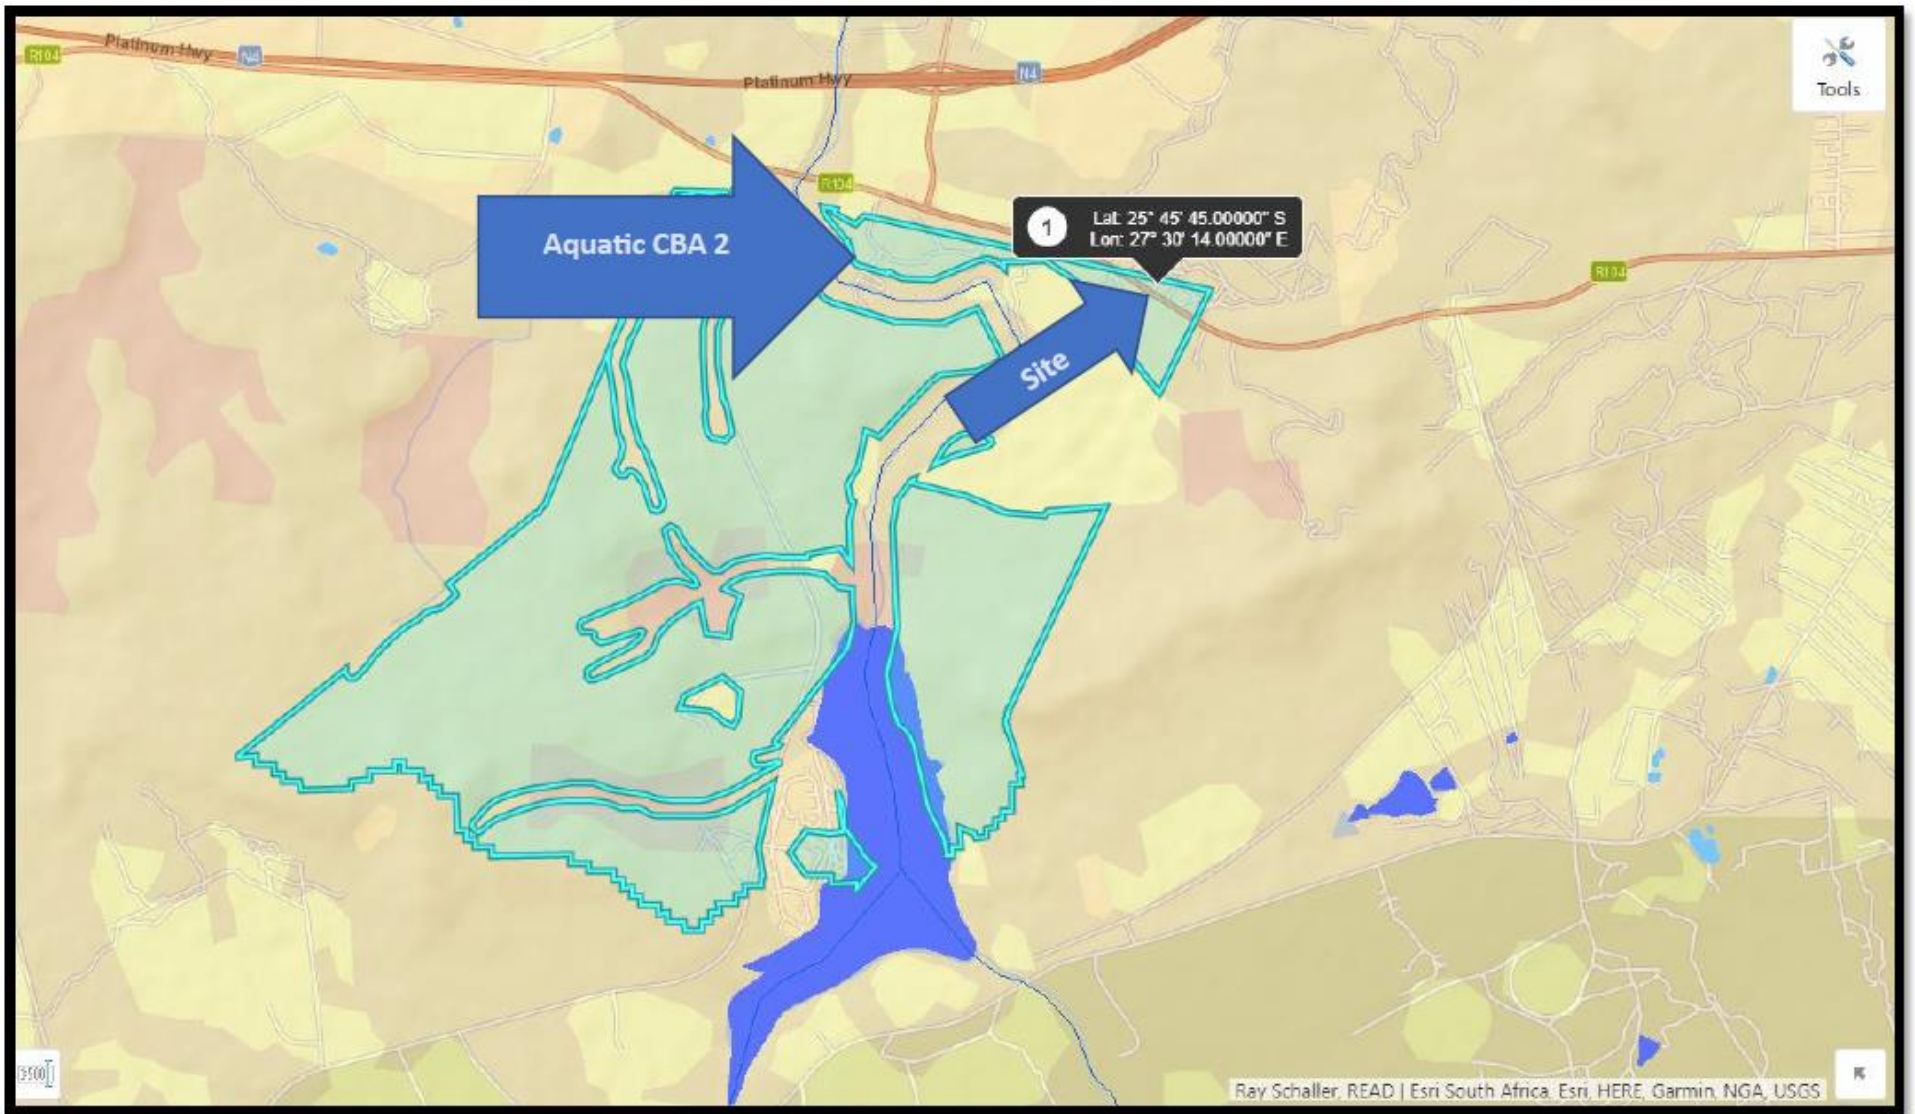 Platinum Hwy
R104
N4
Platinum Hwy
N4
Tools
R104
Aquatic CBA 2
1
Lat: 25° 45' 45.00000" S
Lon: 27° 30' 14.00000" E
R104
Site
Ray Schaller, READ | Esri South Africa, Esri, HERE, Garmin, NGA, USGS